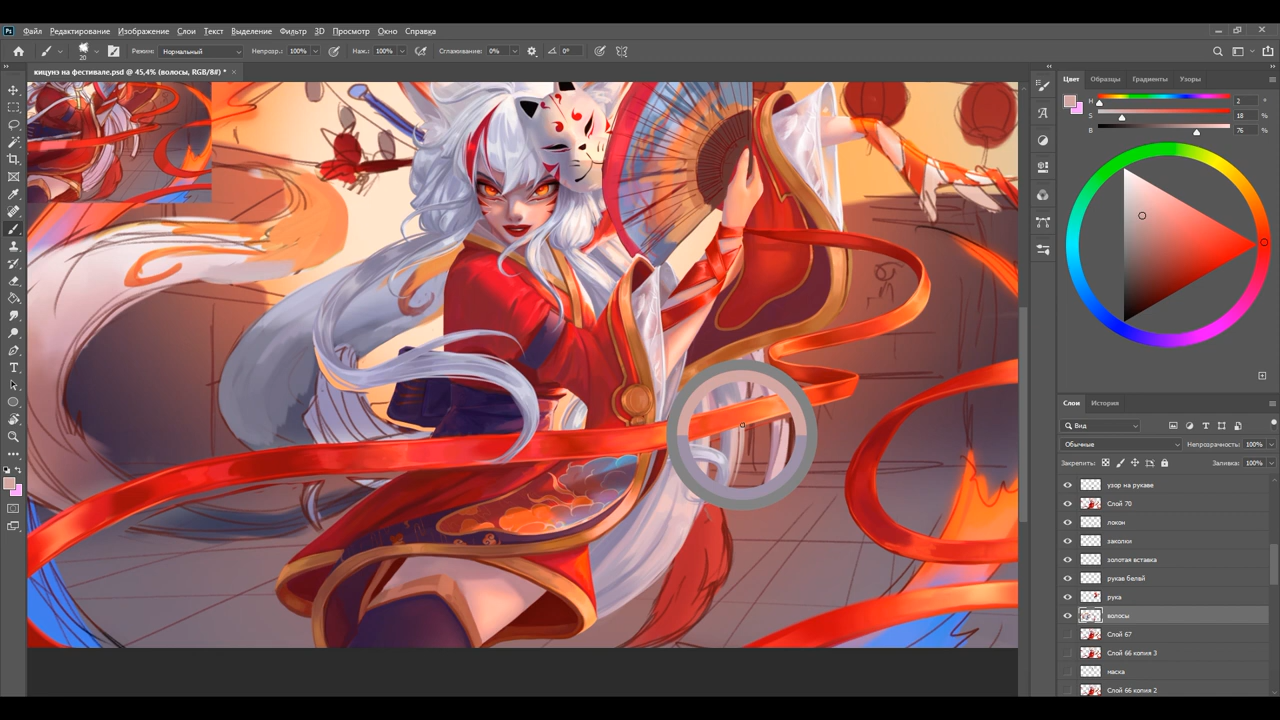 Ps Файл Редактирование Изображение Слои Текст Выделение Фильтр 3D Просмотр Окно Справка
20 Режим: Нормальный Непрозр.: 100% Наж.: 100% Сглаживание: 0% 0°
кицунэ на фестивале.psd @ 45,4% (волосы, RGB/8#) * ×
Цвет Образцы Градиенты Узоры
H 2 °
S 18 %
B 76 %
Слои История
Вид
Обычные Непрозрачность: 100%
Закрепить: Заливка: 100%
узор на рукаве
Слой 70
локон
заколки
золотая вставка
рукав белый
рука
волосы
Слой 67
Слой 66 копия 3
маска
Слой 66 копия 2